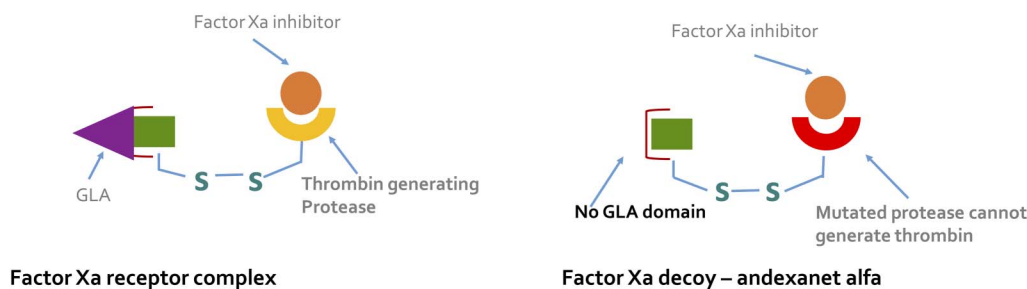 Factor Xa inhibitor
GLA
S
S
Thrombin generating
Protease
Factor Xa receptor complex
Factor Xa inhibitor
No GLA domain
S
S
Mutated protease cannot
generate thrombin
Factor Xa decoy – andexanet alfa